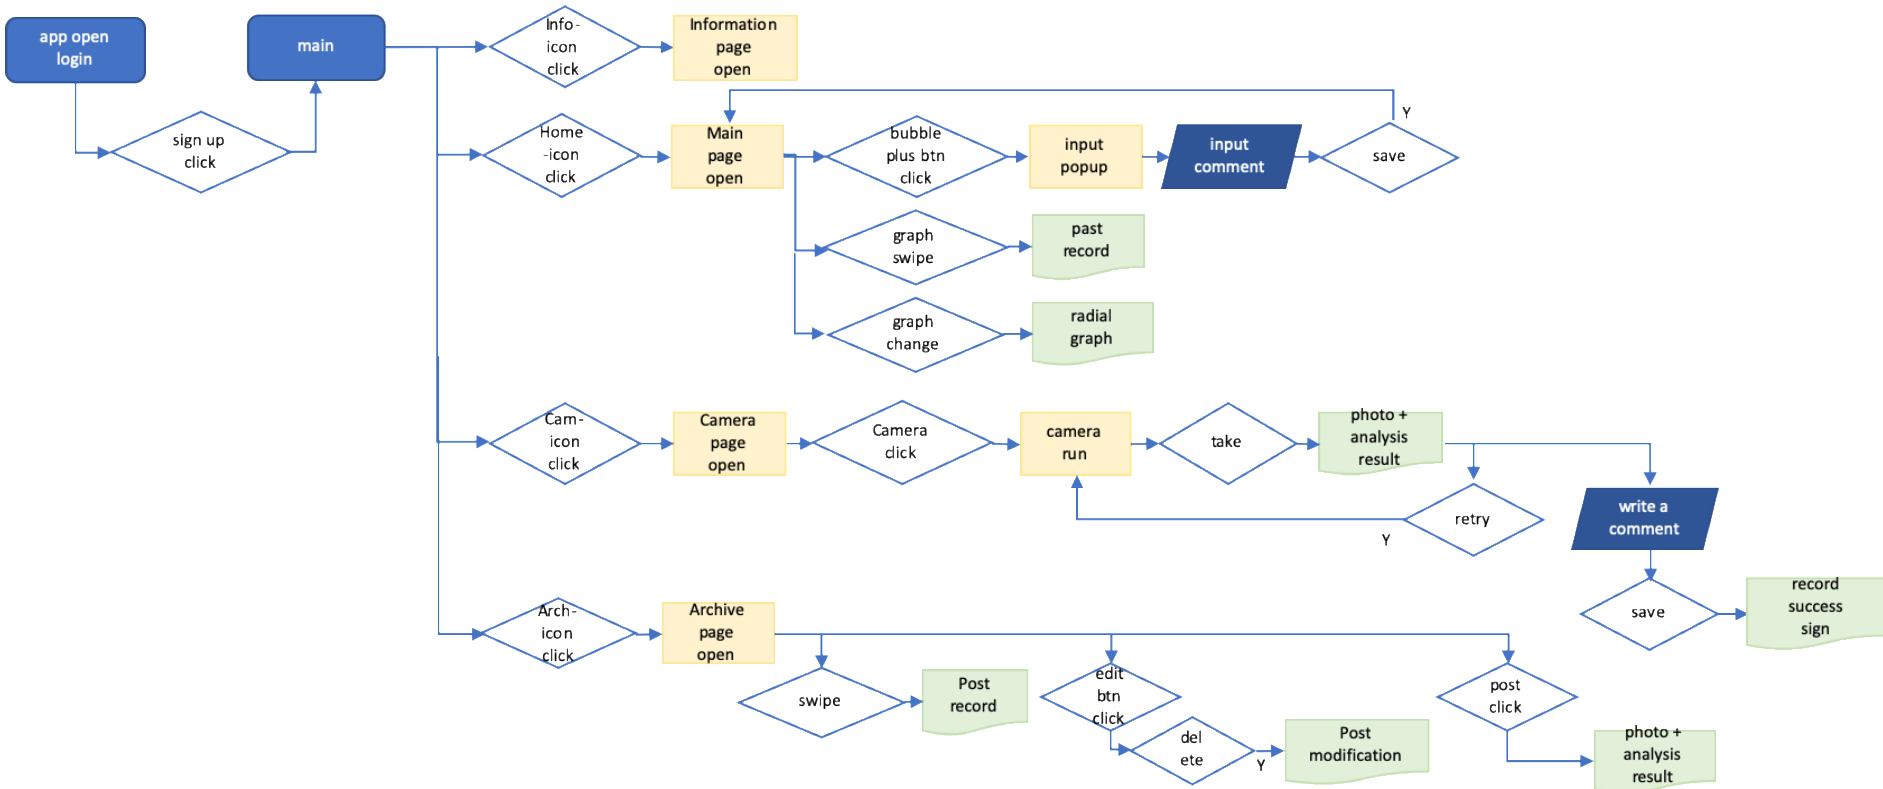 app open
login
main
sign up
click
Info-
icon
click
Information
page
open
Home
-icon
click
Main
page
open
bubble
plus btn
click
input
popup
input
comment
save
Y
graph
swipe
past
record
graph
change
radial
graph
Cam-
icon
click
Camera
page
open
Camera
click
camera
run
take
photo +
analysis
result
retry
Y
write a
comment
save
record
success
sign
Arch-
icon
click
Archive
page
open
swipe
Post
record
edit
btn
click
del
ete
Y
Post
modification
post
click
photo +
analysis
result